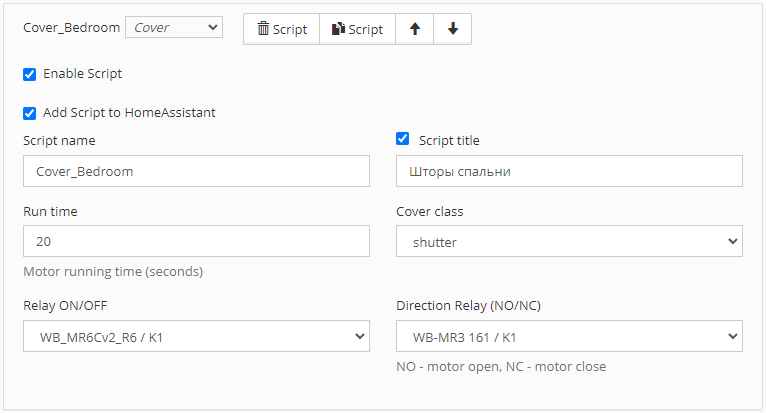 Cover_Bedroom Cover Script Script
Enable Script
Add Script to HomeAssistant
Script name Script title
Cover_Bedroom Шторы спальни
Run time Cover class
20 shutter
Motor running time (seconds)
Relay ON/OFF Direction Relay (NO/NC)
WB_MR6Cv2_R6 / K1 WB-MR3 161 / K1
NO - motor open, NC - motor close